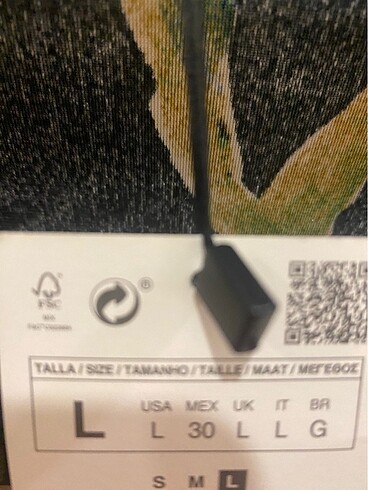 FSC
TALLA / SIZE / TAMANHO / TAILLE / MAAT / ΜΕΓΕΘΟΣ
USA MEX UK IT BR
L L 30 L L G
S M L